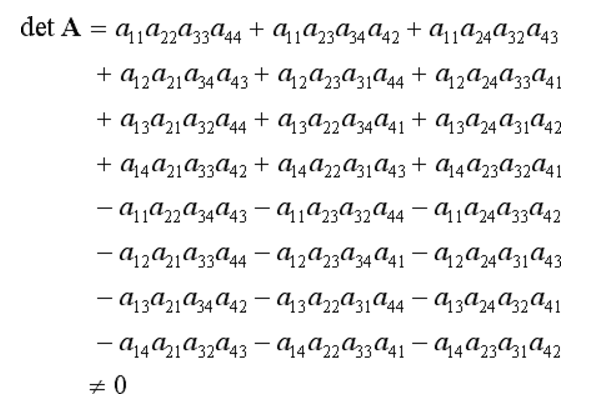 det A = a₁₁a₂₂a₃₃a₄₄ + a₁₁a₂₃a₃₄a₄₂ + a₁₁a₂₄a₃₂a₄₃
+ a₁₂a₂₁a₃₄a₄₃ + a₁₂a₂₃a₃₁a₄₄ + a₁₂a₂₄a₃₃a₄₁
+ a₁₃a₂₁a₃₂a₄₄ + a₁₃a₂₂a₃₄a₄₁ + a₁₃a₂₄a₃₁a₄₂
+ a₁₄a₂₁a₃₃a₄₂ + a₁₄a₂₂a₃₁a₄₃ + a₁₄a₂₃a₃₂a₄₁
− a₁₁a₂₂a₃₄a₄₃ − a₁₁a₂₃a₃₂a₄₄ − a₁₁a₂₄a₃₃a₄₂
− a₁₂a₂₁a₃₃a₄₄ − a₁₂a₂₃a₃₄a₄₁ − a₁₂a₂₄a₃₁a₄₃
− a₁₃a₂₁a₃₄a₄₂ − a₁₃a₂₂a₃₁a₄₄ − a₁₃a₂₄a₃₂a₄₁
− a₁₄a₂₁a₃₂a₄₃ − a₁₄a₂₂a₃₃a₄₁ − a₁₄a₂₃a₃₁a₄₂
≠ 0